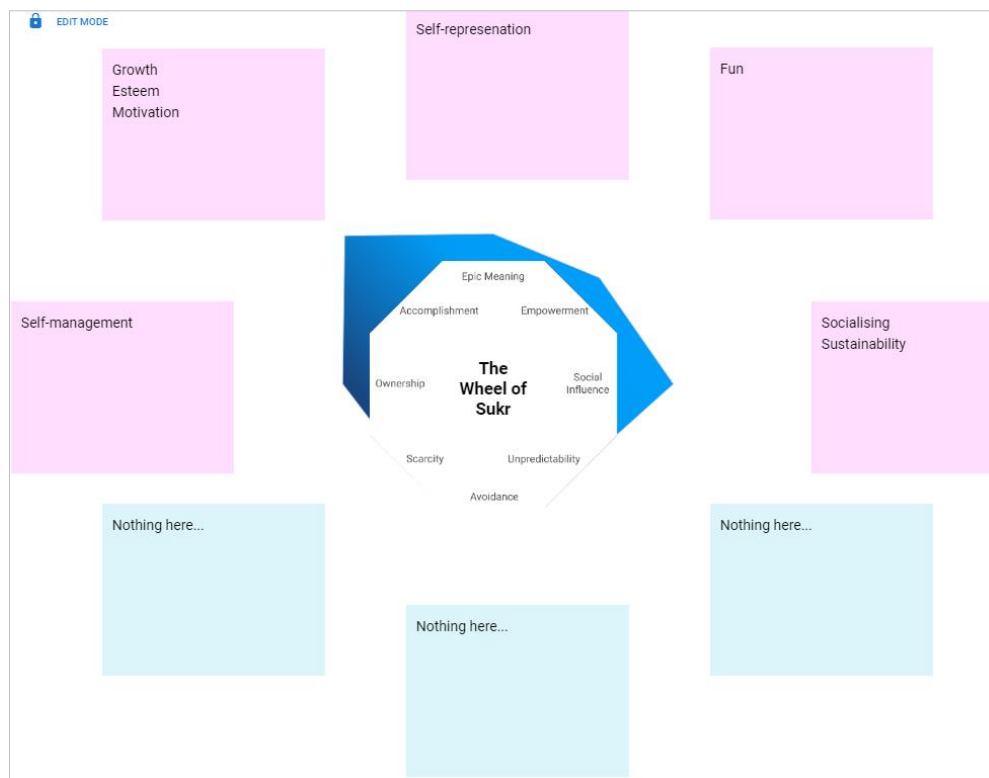 EDIT MODE
Self-represenation
Growth
Esteem
Motivation
Fun
Epic Meaning
Accomplishment
Empowerment
Self-management
Socialising
Sustainability
The
Wheel of
Sukr
Ownership
Social
Influence
Scarcity
Unpredictability
Avoidance
Nothing here...
Nothing here...
Nothing here...